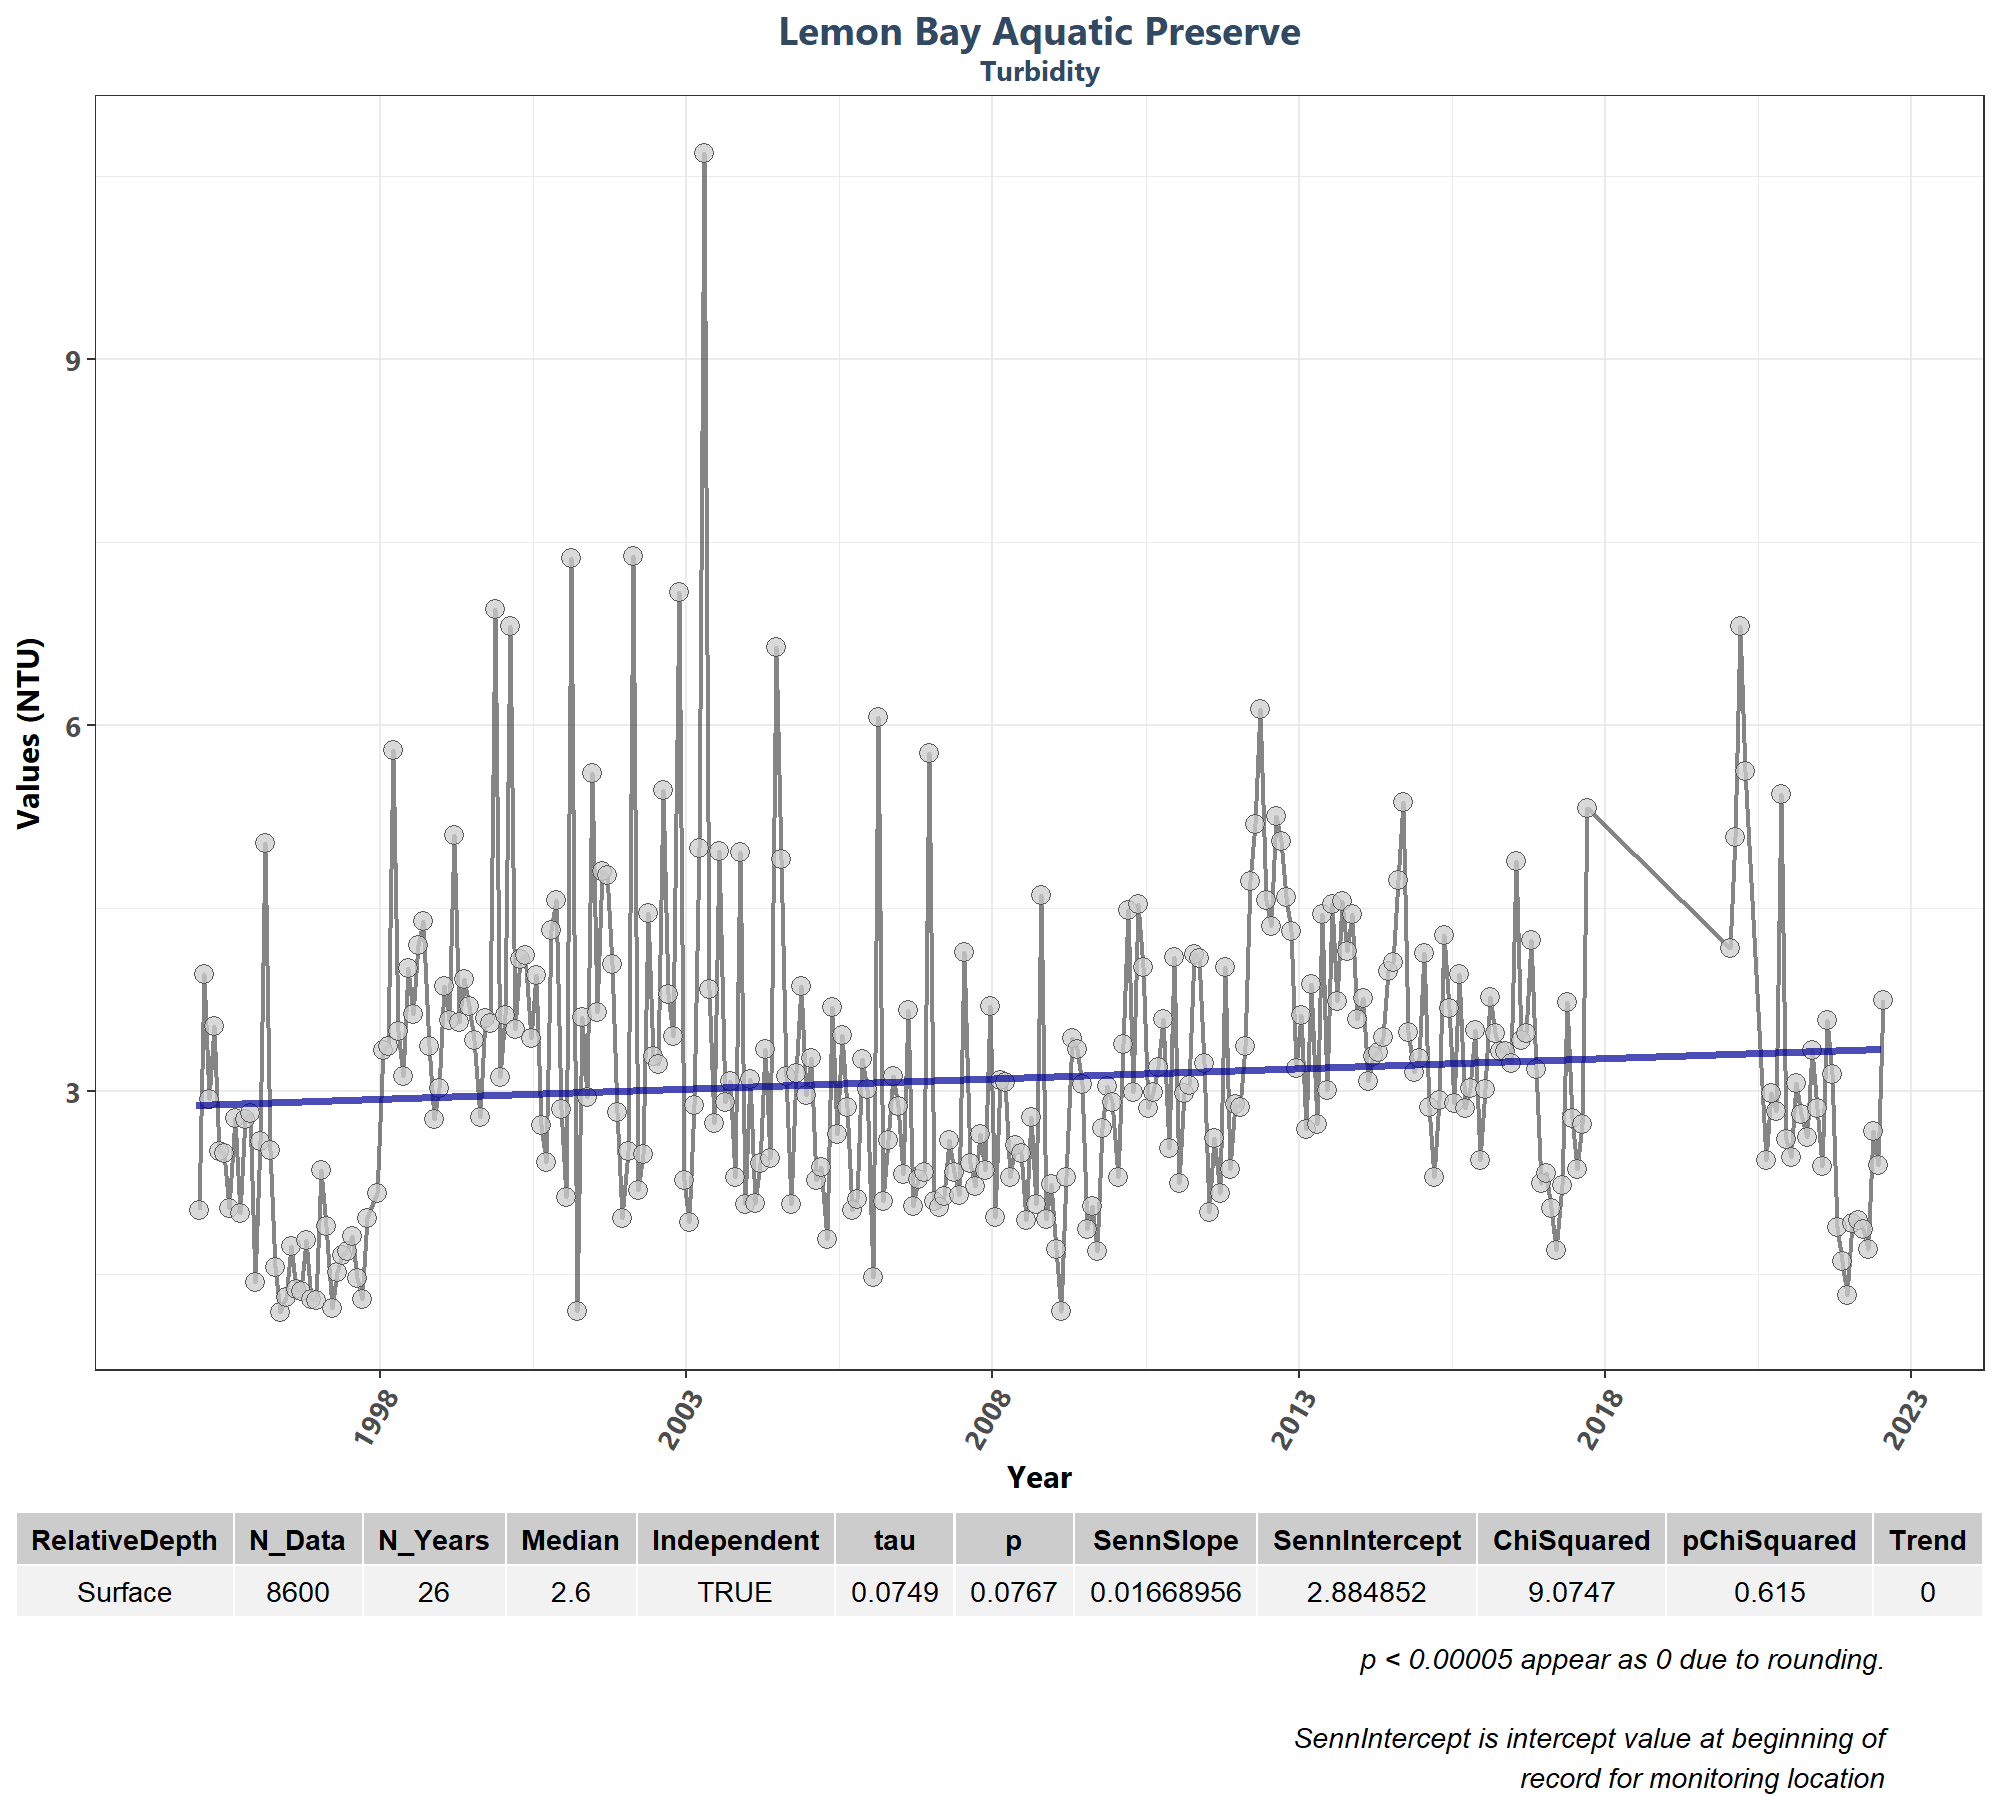 Lemon Bay Aquatic Preserve
Turbidity
Values (NTU)
9
6
3
1998 2003 2008 2013 2018 2023
Year
RelativeDepth N_Data N_Years Median Independent tau p SennSlope SennIntercept ChiSquared pChiSquared Trend
Surface 8600 26 2.6 TRUE 0.0749 0.0767 0.01668956 2.884852 9.0747 0.615 0
p < 0.00005 appear as 0 due to rounding.
SennIntercept is intercept value at beginning of
record for monitoring location